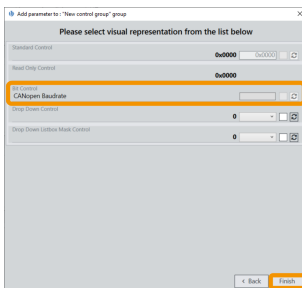 Add parameter to : "New control group" group
Please select visual representation from the list below
Standard Control
0x0000 0x0000
Read Only Control
0x0000
Bit Control
CANopen Baudrate
Drop Down Control
0
Drop Down Listbox Mask Control
0
< Back Finish